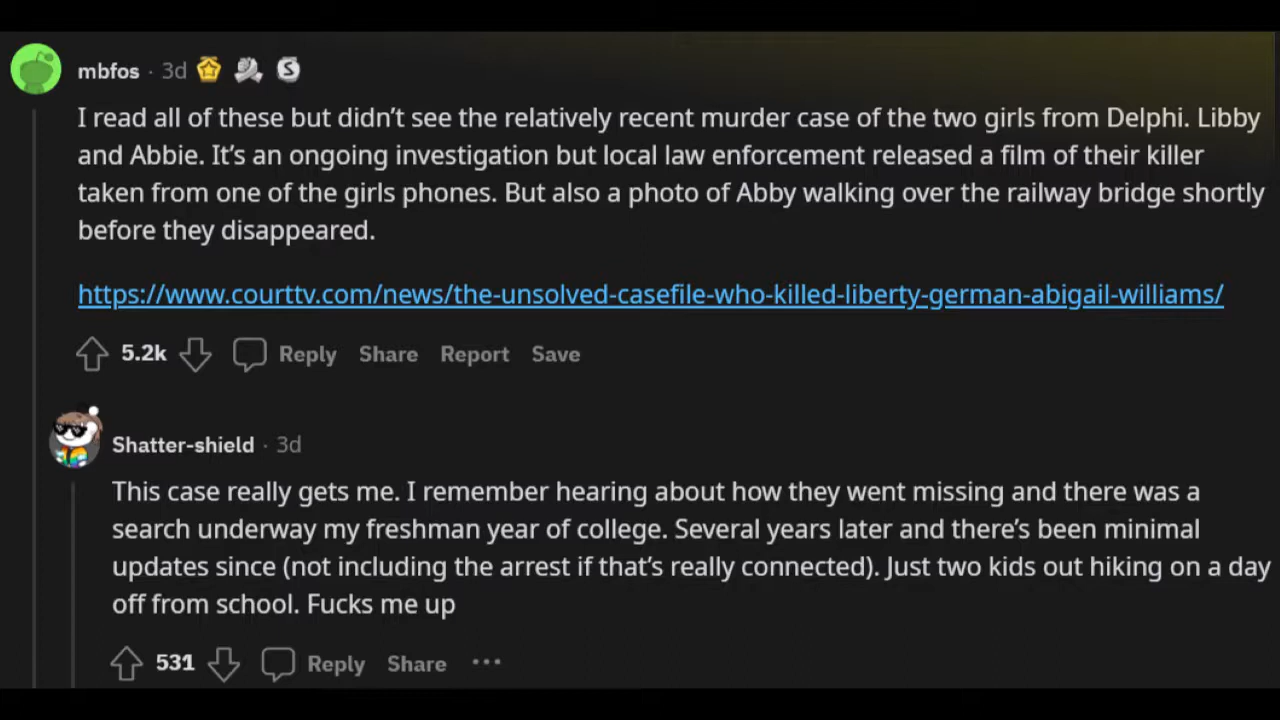 mbfos · 3d
I read all of these but didn’t see the relatively recent murder case of the two girls from Delphi. Libby
and Abbie. It’s an ongoing investigation but local law enforcement released a film of their killer
taken from one of the girls phones. But also a photo of Abby walking over the railway bridge shortly
before they disappeared.
https://www.courttv.com/news/the-unsolved-casefile-who-killed-liberty-german-abigail-williams/
5.2k Reply Share Report Save
Shatter-shield · 3d
This case really gets me. I remember hearing about how they went missing and there was a
search underway my freshman year of college. Several years later and there’s been minimal
updates since (not including the arrest if that’s really connected). Just two kids out hiking on a day
off from school. Fucks me up
531 Reply Share ···